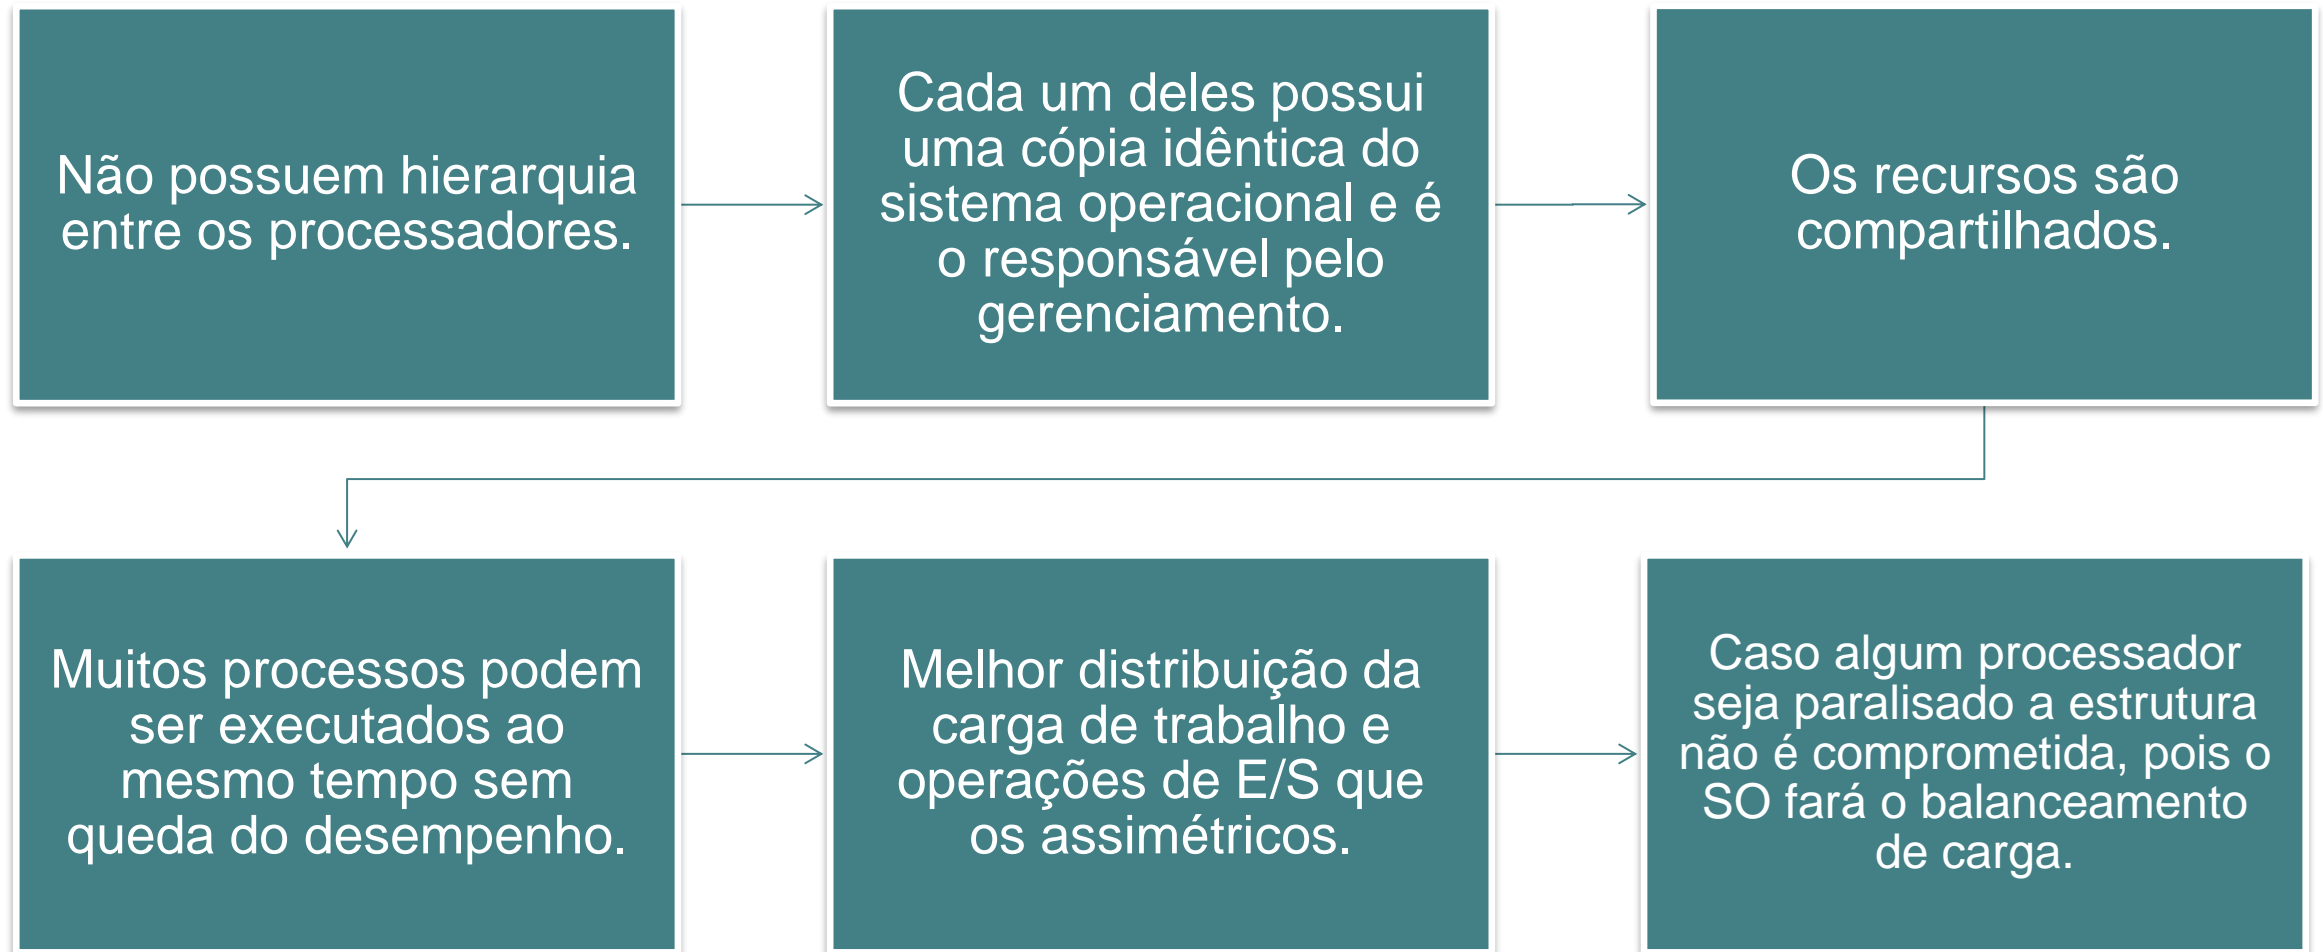 Não possuem hierarquia
entre os processadores.
Cada um deles possui
uma cópia idêntica do
sistema operacional e é
o responsável pelo
gerenciamento.
Os recursos são
compartilhados.
Muitos processos podem
ser executados ao
mesmo tempo sem
queda do desempenho.
Melhor distribuição da
carga de trabalho e
operações de E/S que
os assimétricos.
Caso algum processador
seja paralisado a estrutura
não é comprometida, pois o
SO fará o balanceamento
de carga.